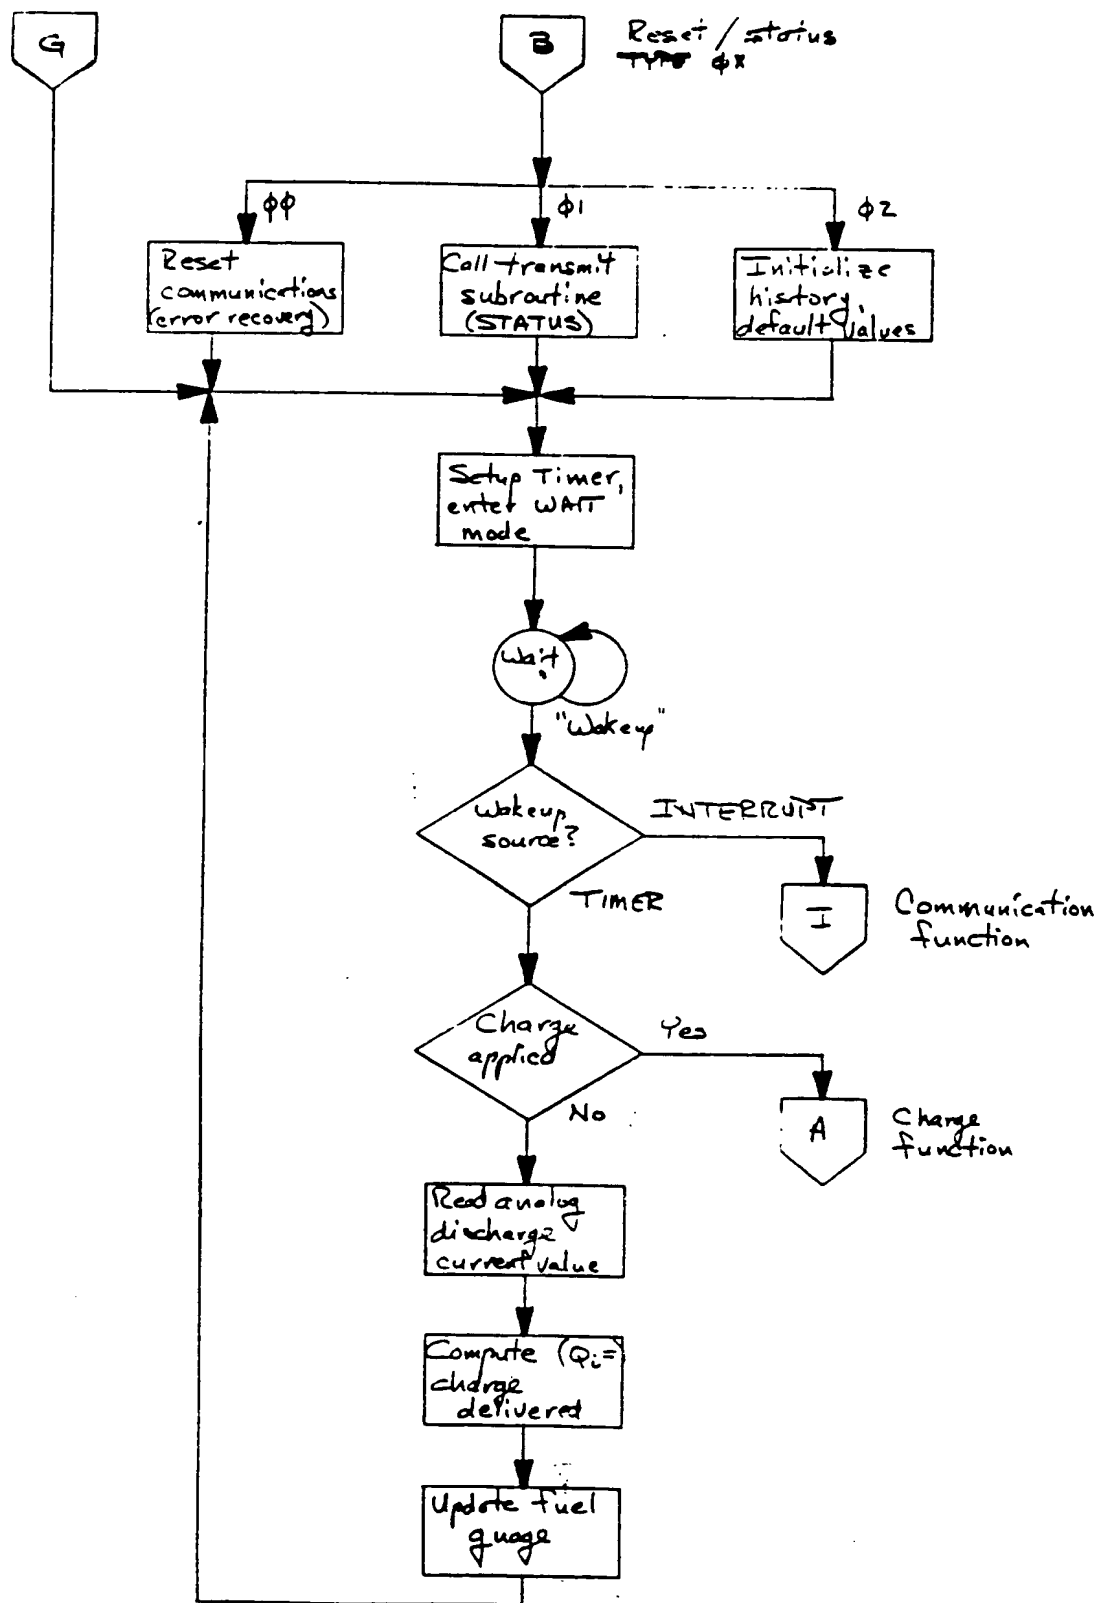 G
B
Reset / status
TYPE φx
φφ
φ1
φ2
Reset
communications
(error recovery)
Call transmit
subroutine
(STATUS)
Initialize
history,
default values
Setup Timer,
enter WAIT
mode
Wait
"Wakeup"
Wakeup
source?
INTERRUPT
TIMER
I
Communication
function
Charge
applied
Yes
No
A
Charge
function
Read analog
discharge
current value
Compute (Qi=)
charge
delivered
Update fuel
guage